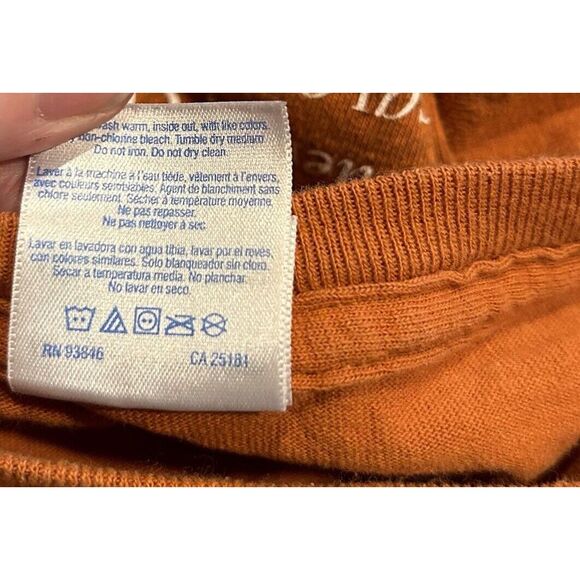 warm, inside out, with like colors.
non-chlorine bleach. Tumble dry medium
Do not iron. Do not dry clean.
Laver à la machine à l'eau tiède, vêtement à l'envers,
avec couleurs semblables. Agent de blanchiment sans
chlore seulement. Sécher à température moyenne.
Ne pas repasser.
Ne pas nettoyer à sec.
Lavar en lavadora con agua tibia, lavar por el revés,
con colores similares. Solo blanqueador sin cloro.
Secar a temperatura media. No planchar.
No lavar en seco.
RN 93846 CA 25181